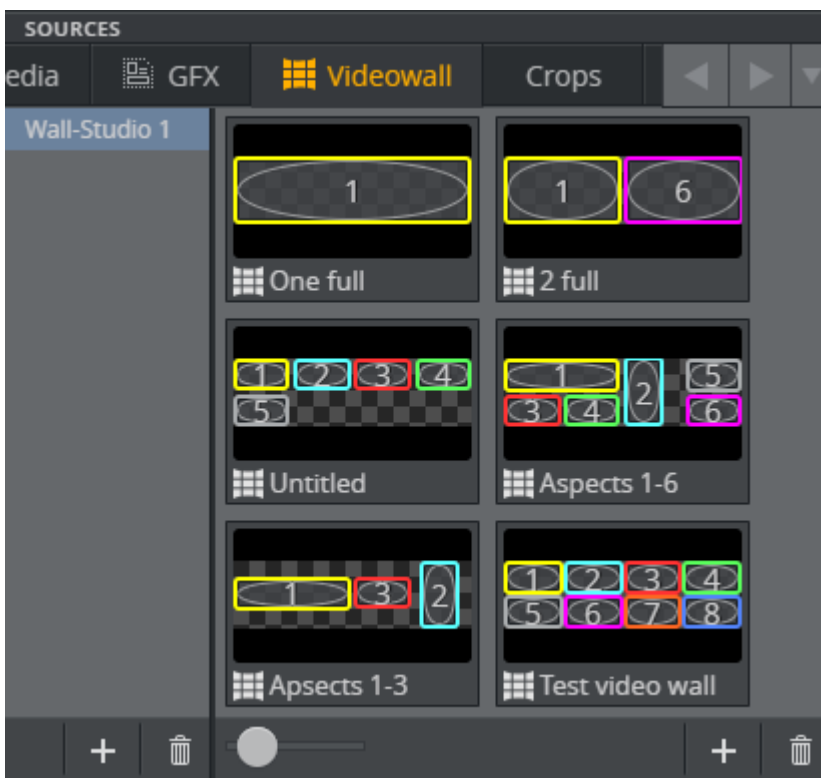 SOURCES
edia GFX Videowall Crops
Wall-Studio 1
1
1 6
One full 2 full
1 2 3 4
5
1 2 5
3 4 6
Untitled Aspects 1-6
1 3 2
1 2 3 4
5 6 7 8
Apsects 1-3 Test video wall